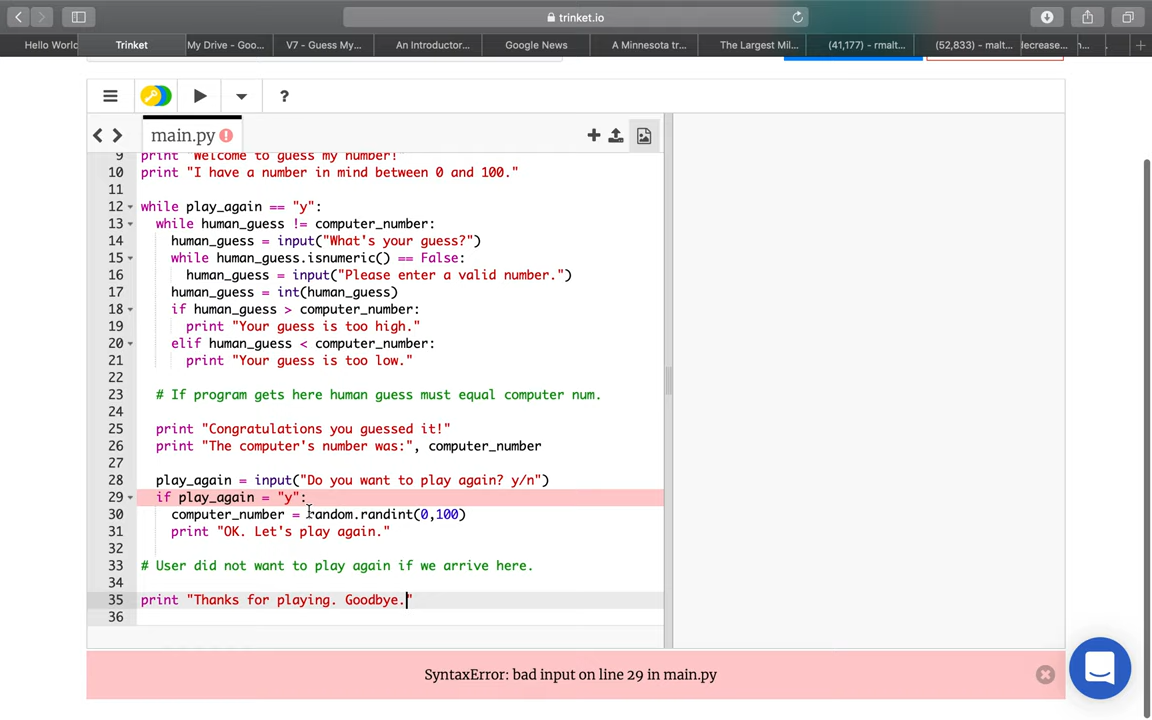 trinket.io
Hello World
Trinket
My Drive - Goo...
V7 - Guess My...
An Introductor...
Google News
A Minnesota tr...
The Largest Mil...
(41,177) - rmalt...
(52,833) - malt...
decrease...
main.py
9 print "Welcome to guess my number!"
10 print "I have a number in mind between 0 and 100."
11
12 while play_again == "y":
13 while human_guess != computer_number:
14 human_guess = input("What's your guess?")
15 while human_guess.isnumeric() == False:
16 human_guess = input("Please enter a valid number.")
17 human_guess = int(human_guess)
18 if human_guess > computer_number:
19 print "Your guess is too high."
20 elif human_guess < computer_number:
21 print "Your guess is too low."
22
23 # If program gets here human guess must equal computer num.
24
25 print "Congratulations you guessed it!"
26 print "The computer's number was:", computer_number
27
28 play_again = input("Do you want to play again? y/n")
29 if play_again = "y":
30 computer_number = random.randint(0,100)
31 print "OK. Let's play again."
32
33 # User did not want to play again if we arrive here.
34
35 print "Thanks for playing. Goodbye."
36
SyntaxError: bad input on line 29 in main.py